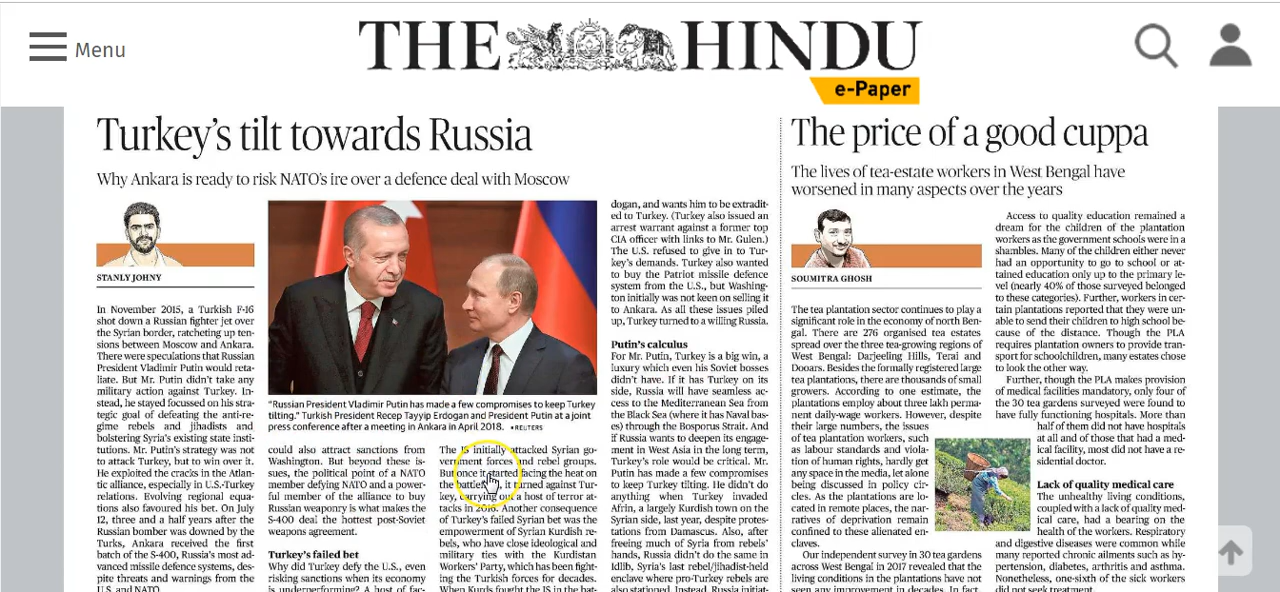 Menu
THE HINDU
e-Paper
Turkey's tilt towards Russia
Why Ankara is ready to risk NATO's ire over a defence deal with Moscow
STANLY JOHNY
In November 2015, a Turkish F-16
shot down a Russian fighter jet over
the Syrian border, ratcheting up ten-
sions between Moscow and Ankara.
There were speculations that Russian
President Vladimir Putin would reta-
liate. But Mr. Putin didn't take any
military action against Turkey. In-
stead, he stayed focussed on his stra-
tegic goal of defeating the anti-re-
gime rebels and jihadists and
bolstering Syria's existing state insti-
tutions. Mr. Putin's strategy was not
to attack Turkey, but to win over it.
He exploited the cracks in the Atlan-
tic alliance, especially in U.S.-Turkey
relations. Evolving regional equa-
tions also favoured his bet. On July
12, three and a half years after the
Russian bomber was downed by the
Turks, Ankara received the first
batch of the S-400, Russia's most ad-
vanced missile defence systems, des-
pite threats and warnings from the
U.S. and NATO.
"Russian President Vladimir Putin has made a few compromises to keep Turkey
tilting." Turkish President Recep Tayyip Erdogan and President Putin at a joint
press conference after a meeting in Ankara in April 2018. •REUTERS
could also attract sanctions from
Washington. But beyond these is-
sues, the political point of a NATO
member defying NATO and a power-
ful member of the alliance to buy
Russian weaponry is what makes the
S-400 deal the hottest post-Soviet
weapons agreement.
Turkey's failed bet
Why did Turkey defy the U.S., even
risking sanctions when its economy
is underperforming? A host of fac-
The IS initially attacked Syrian go-
vernment forces and rebel groups.
But once it started facing the heat on
the battlefield, it turned against Tur-
key, carrying out a host of terror at-
tacks in 2016. Another consequence
of Turkey's failed Syrian bet was the
empowerment of Syrian Kurdish re-
bels, who have close ideological and
military ties with the Kurdistan
Workers' Party, which has been figh-
ting the Turkish forces for decades.
When Kurds fought the IS in the bat-
dogan, and wants him to be extradit-
ed to Turkey. (Turkey also issued an
arrest warrant against a former top
CIA officer with links to Mr. Gulen.)
The U.S. refused to give in to Tur-
key's demands. Turkey also wanted
to buy the Patriot missile defence
system from the U.S., but Washing-
ton initially was not keen on selling it
to Ankara. As all these issues piled
up, Turkey turned to a willing Russia.
Putin's calculus
For Mr. Putin, Turkey is a big win, a
luxury which even his Soviet bosses
didn't have. If it has Turkey on its
side, Russia will have seamless ac-
cess to the Mediterranean Sea from
the Black Sea (where it has Naval bas-
es) through the Bosporus Strait. And
if Russia wants to deepen its engage-
ment in West Asia in the long term,
Turkey's role would be critical. Mr.
Putin has made a few compromises
to keep Turkey tilting. He didn't do
anything when Turkey invaded
Afrin, a largely Kurdish town on the
Syrian side, last year, despite protes-
tations from Damascus. Also, after
freeing much of Syria from rebels'
hands, Russia didn't do the same in
Idlib, Syria's last rebel/jihadist-held
enclave where pro-Turkey rebels are
also stationed. Instead, Russia initiat-
The price of a good cuppa
The lives of tea-estate workers in West Bengal have
worsened in many aspects over the years
SOUMITRA GHOSH
The tea plantation sector continues to play a
significant role in the economy of north Ben-
gal. There are 276 organised tea estates
spread over the three tea-growing regions of
West Bengal: Darjeeling Hills, Terai and
Dooars. Besides the formally registered large
tea plantations, there are thousands of small
growers. According to one estimate, the
plantations employ about three lakh perma-
nent daily-wage workers. However, despite
their large numbers, the issues
of tea plantation workers, such
as labour standards and viola-
tion of human rights, hardly get
any space in the media, let alone
being discussed in policy cir-
cles. As the plantations are lo-
cated in remote places, the nar-
ratives of deprivation remain
confined to these alienated en-
claves.
Our independent survey in 30 tea gardens
across West Bengal in 2017 revealed that the
living conditions in the plantations have not
seen any improvement in decades. In fact,
Access to quality education remained a
dream for the children of the plantation
workers as the government schools were in a
shambles. Many of the children either never
had an opportunity to go to school or at-
tained education only up to the primary le-
vel (nearly 40% of those surveyed belonged
to these categories). Further, workers in cer-
tain plantations reported that they were un-
able to send their children to high school be-
cause of the distance. Though the PLA
requires plantation owners to provide tran-
sport for schoolchildren, many estates chose
to look the other way.
Further, though the PLA makes provision
of medical facilities mandatory, only four of
the 30 tea gardens surveyed were found to
have fully functioning hospitals. More than
half of them did not have hospitals
at all and of those that had a med-
ical facility, most did not have a re-
sidential doctor.
Lack of quality medical care
The unhealthy living conditions,
coupled with a lack of quality med-
ical care, had a bearing on the
health of the workers. Respiratory
and digestive diseases were common while
many reported chronic ailments such as hy-
pertension, diabetes, arthritis and asthma.
Nonetheless, one-sixth of the sick workers
did not seek treatment.